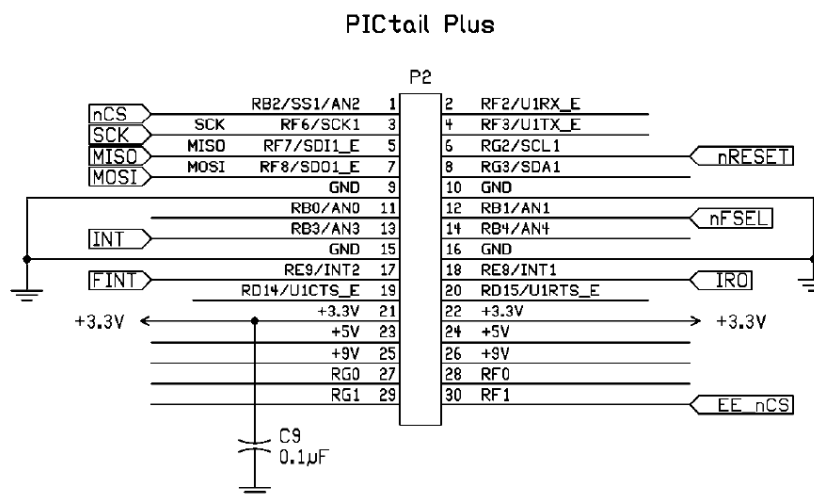 PICtail Plus
P2
nCS RB2/SS1/AN2 1 2 RF2/U1RX_E
SCK SCK RF6/SCK1 3 4 RF3/U1TX_E
MISO MISO RF7/SDI1_E 5 6 RG2/SCL1 nRESET
MOSI MOSI RF8/SDO1_E 7 8 RG3/SDA1
GND 9 10 GND
RB0/AN0 11 12 RB1/AN1 nFSEL
INT RB3/AN3 13 14 RB4/AN4
GND 15 16 GND
FINT RE9/INT2 17 18 RE8/INT1 IRO
RD14/U1CTS_E 19 20 RD15/U1RTS_E
+3.3V +3.3V 21 22 +3.3V +3.3V
+5V 23 24 +5V
+9V 25 26 +9V
RG0 27 28 RF0
RG1 29 30 RF1 EE_nCS
C9
0.1µF